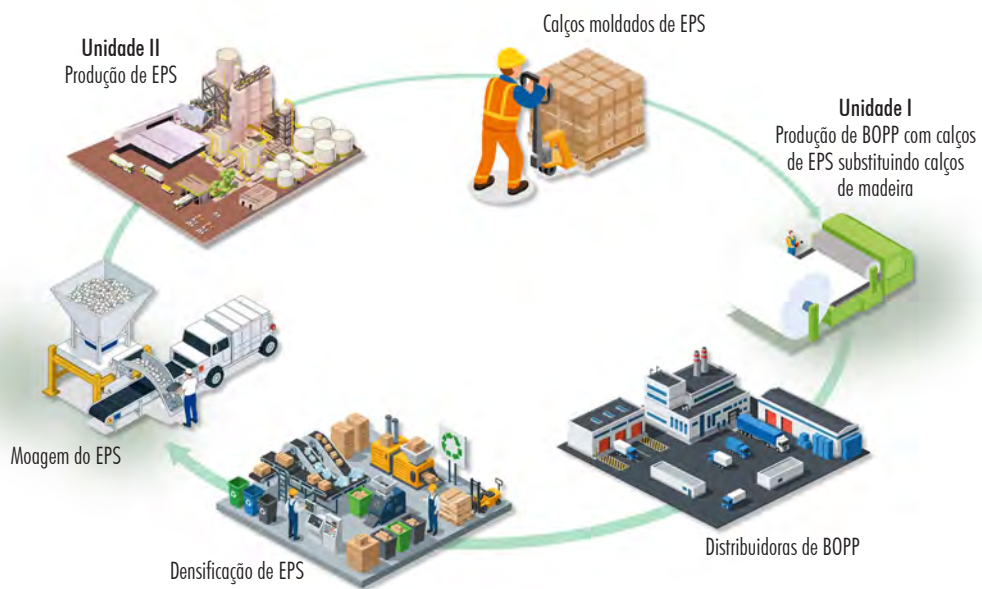 Calços moldados de EPS
Unidade II
Produção de EPS
Unidade I
Produção de BOPP com calços
de EPS substituindo calços
de madeira
Moagem do EPS
Densificação de EPS
Distribuidoras de BOPP